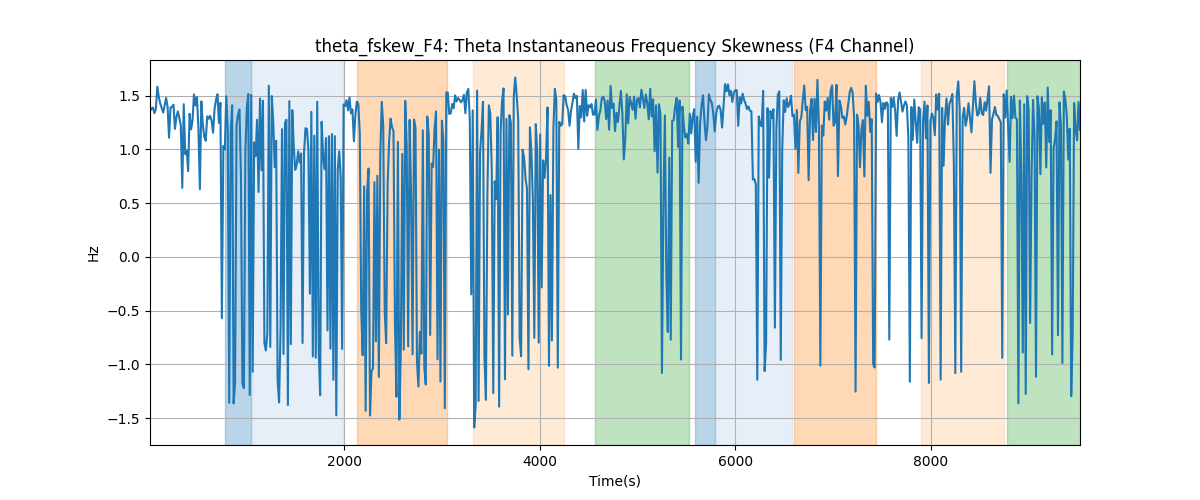 theta_fskew_F4: Theta Instantaneous Frequency Skewness (F4 Channel)
1.5
1.0
0.5
0.0
−0.5
−1.0
−1.5
Hz
2000 4000 6000 8000
Time(s)